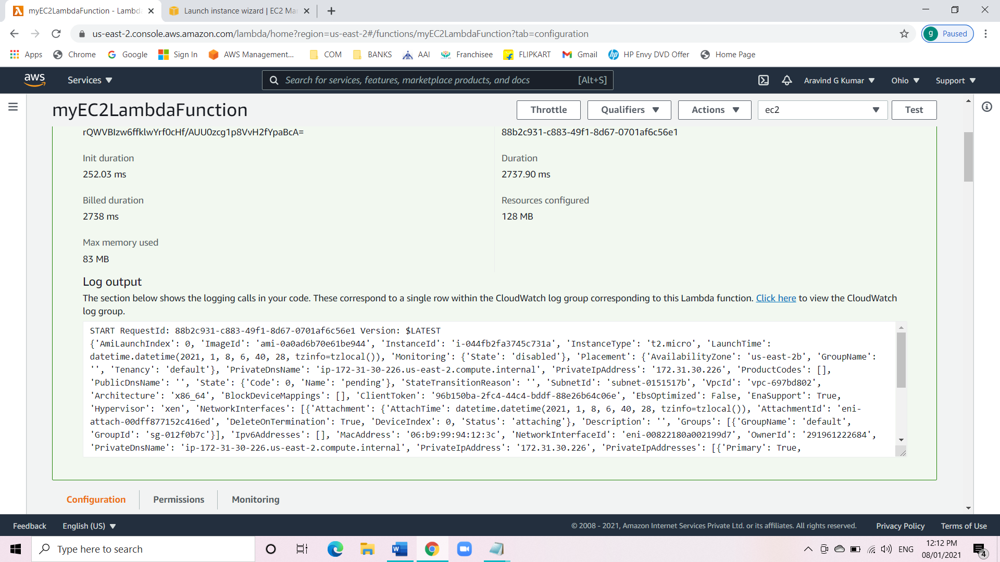 myEC2LambdaFunction - Lambda
Launch instance wizard | EC2 Man
us-east-2.console.aws.amazon.com/lambda/home?region=us-east-2#/functions/myEC2LambdaFunction?tab=configuration
g Paused
Apps Chrome Google Sign In AWS Management... COM BANKS AAI Franchisee FLIPKART Gmail HP Envy DVD Offer Home Page
aws Services Search for services, features, marketplace products, and docs [Alt+S] Aravind G Kumar Ohio Support
myEC2LambdaFunction Throttle Qualifiers Actions ec2 Test
rQWVBIzw6ffklwYrf0cHf/AUU0zcg1p8VvH2fYpaBcA= 88b2c931-c883-49f1-8d67-0701af6c56e1
Init duration Duration
252.03 ms 2737.90 ms
Billed duration Resources configured
2738 ms 128 MB
Max memory used
83 MB
Log output
The section below shows the logging calls in your code. These correspond to a single row within the CloudWatch log group corresponding to this Lambda function. Click here to view the CloudWatch
log group.
START RequestId: 88b2c931-c883-49f1-8d67-0701af6c56e1 Version: $LATEST
{'AmiLaunchIndex': 0, 'ImageId': 'ami-0a0ad6b70e61be944', 'InstanceId': 'i-044fb2fa3745c731a', 'InstanceType': 't2.micro', 'LaunchTime':
datetime.datetime(2021, 1, 8, 6, 40, 28, tzinfo=tzlocal()), 'Monitoring': {'State': 'disabled'}, 'Placement': {'AvailabilityZone': 'us-east-2b', 'GroupName':
'', 'Tenancy': 'default'}, 'PrivateDnsName': 'ip-172-31-30-226.us-east-2.compute.internal', 'PrivateIpAddress': '172.31.30.226', 'ProductCodes': [],
'PublicDnsName': '', 'State': {'Code': 0, 'Name': 'pending'}, 'StateTransitionReason': '', 'SubnetId': 'subnet-0151517b', 'VpcId': 'vpc-697bd802',
'Architecture': 'x86_64', 'BlockDeviceMappings': [], 'ClientToken': '96b150ba-2fc4-44c4-bddf-88e26b64c06e', 'EbsOptimized': False, 'EnaSupport': True,
'Hypervisor': 'xen', 'NetworkInterfaces': [{'Attachment': {'AttachTime': datetime.datetime(2021, 1, 8, 6, 40, 28, tzinfo=tzlocal()), 'AttachmentId': 'eni-
attach-00dff877152c416ed', 'DeleteOnTermination': True, 'DeviceIndex': 0, 'Status': 'attaching'}, 'Description': '', 'Groups': [{'GroupName': 'default',
'GroupId': 'sg-012f0b7c'}], 'Ipv6Addresses': [], 'MacAddress': '06:b9:99:94:12:3c', 'NetworkInterfaceId': 'eni-00822180a002199d7', 'OwnerId': '291961222684',
'PrivateDnsName': 'ip-172-31-30-226.us-east-2.compute.internal', 'PrivateIpAddress': '172.31.30.226', 'PrivateIpAddresses': [{'Primary': True,
Configuration Permissions Monitoring
Feedback English (US) © 2008 - 2021, Amazon Internet Services Private Ltd. or its affiliates. All rights reserved. Privacy Policy Terms of Use
Type here to search ENG 12:12 PM
08/01/2021 4